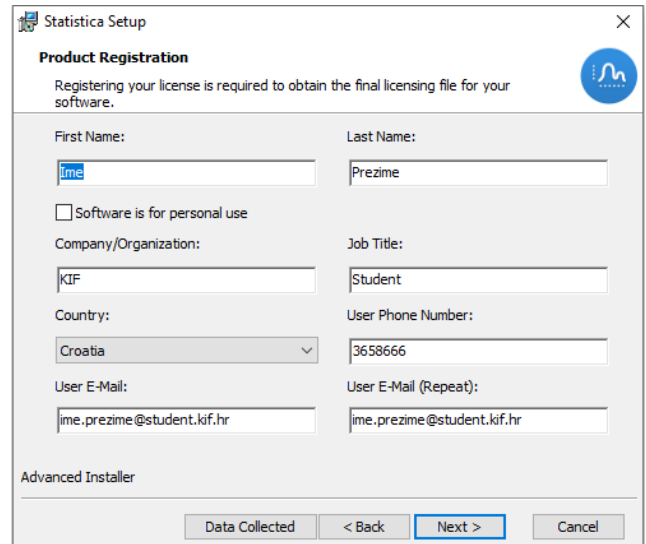 Statistica Setup
Product Registration
Registering your license is required to obtain the final licensing file for your
software.
First Name:
Last Name:
Ime
Prezime
Software is for personal use
Company/Organization:
Job Title:
KIF
Student
Country:
User Phone Number:
Croatia
3658666
User E-Mail:
User E-Mail (Repeat):
ime.prezime@student.kif.hr
ime.prezime@student.kif.hr
Advanced Installer
Data Collected
< Back
Next >
Cancel